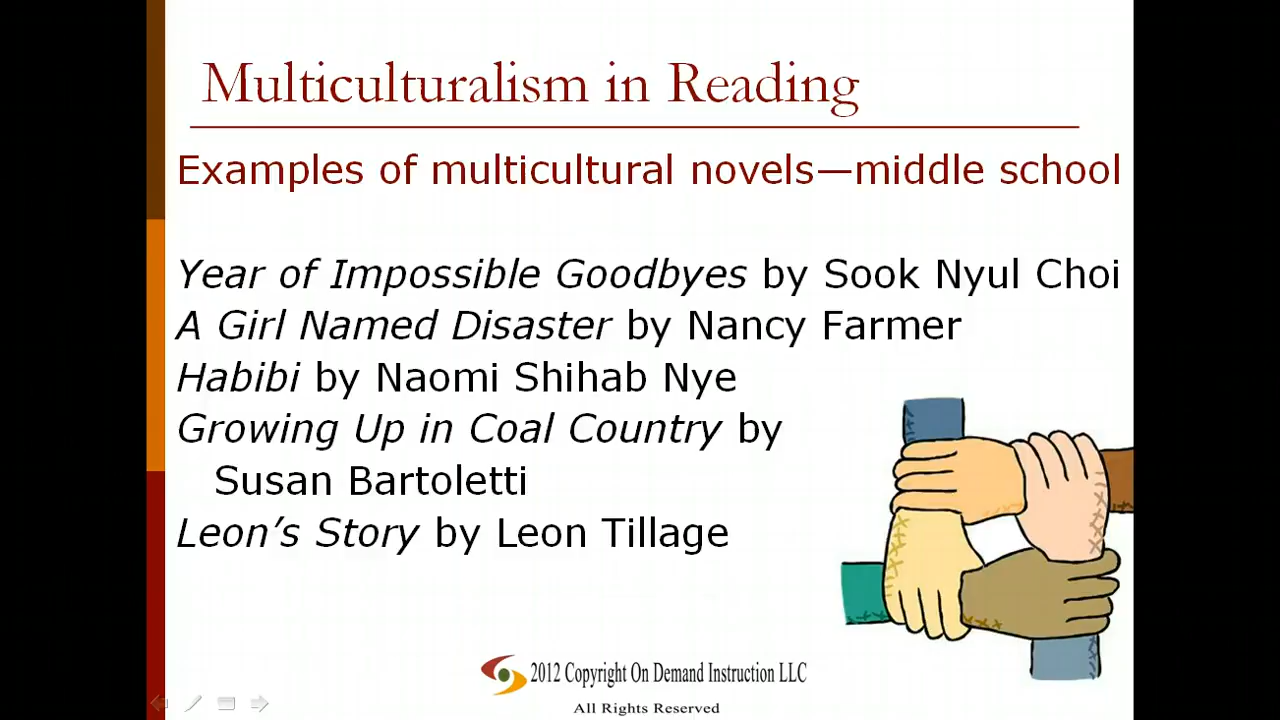 Multiculturalism in Reading
Examples of multicultural novels—middle school
Year of Impossible Goodbyes by Sook Nyul Choi
A Girl Named Disaster by Nancy Farmer
Habibi by Naomi Shihab Nye
Growing Up in Coal Country by
Susan Bartoletti
Leon’s Story by Leon Tillage
2012 Copyright On Demand Instruction LLC
All Rights Reserved